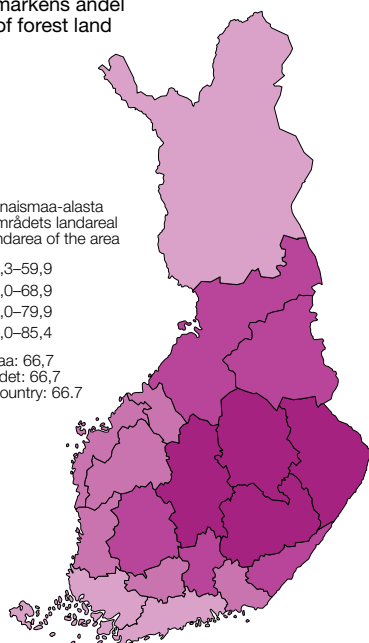 markens andel
of forest land
naismaa-alasta
mrådets landareal
ndarea of the area
,3–59,9
,0–68,9
,0–79,9
,0–85,4
aa: 66,7
det: 66,7
country: 66.7